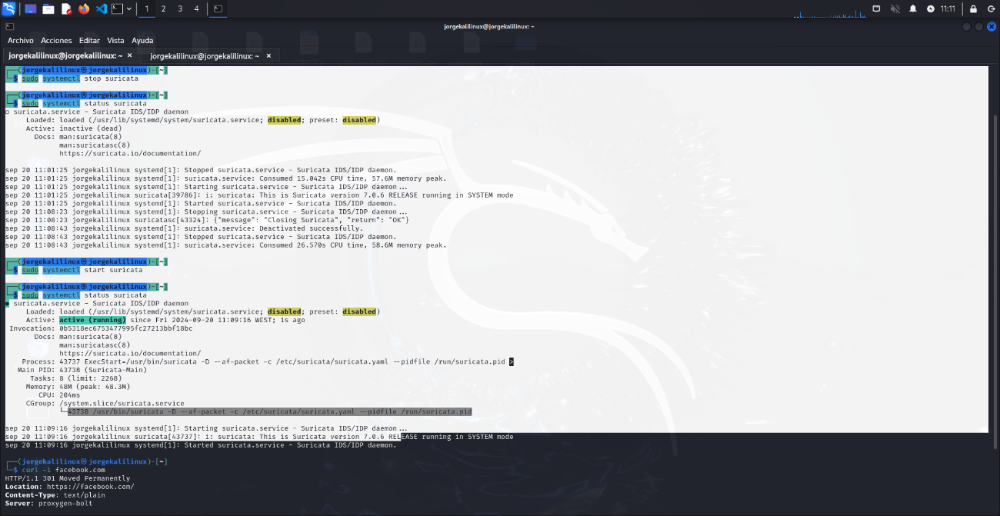 1 2 3 4 11:11
jorgekalilinux@jorgekalilinux: ~
Archivo Acciones Editar Vista Ayuda
jorgekalilinux@jorgekalilinux: ~ × jorgekalilinux@jorgekalilinux: ~ ×
┌──(jorgekalilinux㉿jorgekalilinux)-[~]
└─$ sudo systemctl stop suricata
┌──(jorgekalilinux㉿jorgekalilinux)-[~]
└─$ sudo systemctl status suricata
○ suricata.service - Suricata IDS/IDP daemon
Loaded: loaded (/usr/lib/systemd/system/suricata.service; disabled; preset: disabled)
Active: inactive (dead)
Docs: man:suricata(8)
man:suricatasc(8)
https://suricata.io/documentation/
sep 20 11:01:25 jorgekalilinux systemd[1]: Stopped suricata.service - Suricata IDS/IDP daemon.
sep 20 11:01:25 jorgekalilinux systemd[1]: suricata.service: Consumed 15.042s CPU time, 57.6M memory peak.
sep 20 11:01:25 jorgekalilinux systemd[1]: Starting suricata.service - Suricata IDS/IDP daemon...
sep 20 11:01:25 jorgekalilinux suricata[39786]: i: suricata: This is Suricata version 7.0.6 RELEASE running in SYSTEM mode
sep 20 11:01:25 jorgekalilinux systemd[1]: Started suricata.service - Suricata IDS/IDP daemon.
sep 20 11:08:23 jorgekalilinux systemd[1]: Stopping suricata.service - Suricata IDS/IDP daemon...
sep 20 11:08:23 jorgekalilinux suricatasc[43324]: {"message": "Closing Suricata", "return": "OK"}
sep 20 11:08:43 jorgekalilinux systemd[1]: suricata.service: Deactivated successfully.
sep 20 11:08:43 jorgekalilinux systemd[1]: Stopped suricata.service - Suricata IDS/IDP daemon.
sep 20 11:08:43 jorgekalilinux systemd[1]: suricata.service: Consumed 26.570s CPU time, 58.6M memory peak.
┌──(jorgekalilinux㉿jorgekalilinux)-[~]
└─$ sudo systemctl start suricata
┌──(jorgekalilinux㉿jorgekalilinux)-[~]
└─$ sudo systemctl status suricata
● suricata.service - Suricata IDS/IDP daemon
Loaded: loaded (/usr/lib/systemd/system/suricata.service; disabled; preset: disabled)
Active: active (running) since Fri 2024-09-20 11:09:16 WEST; 1s ago
Invocation: 0b5318ec6753477995fc27213bbf18bc
Docs: man:suricata(8)
man:suricatasc(8)
https://suricata.io/documentation/
Process: 43737 ExecStart=/usr/bin/suricata -D --af-packet -c /etc/suricata/suricata.yaml --pidfile /run/suricata.pid >
Main PID: 43738 (Suricata-Main)
Tasks: 8 (limit: 2268)
Memory: 48M (peak: 48.3M)
CPU: 204ms
CGroup: /system.slice/suricata.service
└─43738 /usr/bin/suricata -D --af-packet -c /etc/suricata/suricata.yaml --pidfile /run/suricata.pid
sep 20 11:09:16 jorgekalilinux systemd[1]: Starting suricata.service - Suricata IDS/IDP daemon...
sep 20 11:09:16 jorgekalilinux suricata[43737]: i: suricata: This is Suricata version 7.0.6 RELEASE running in SYSTEM mode
sep 20 11:09:16 jorgekalilinux systemd[1]: Started suricata.service - Suricata IDS/IDP daemon.
┌──(jorgekalilinux㉿jorgekalilinux)-[~]
└─$ curl -i facebook.com
HTTP/1.1 301 Moved Permanently
Location: https://facebook.com/
Content-Type: text/plain
Server: proxygen-bolt